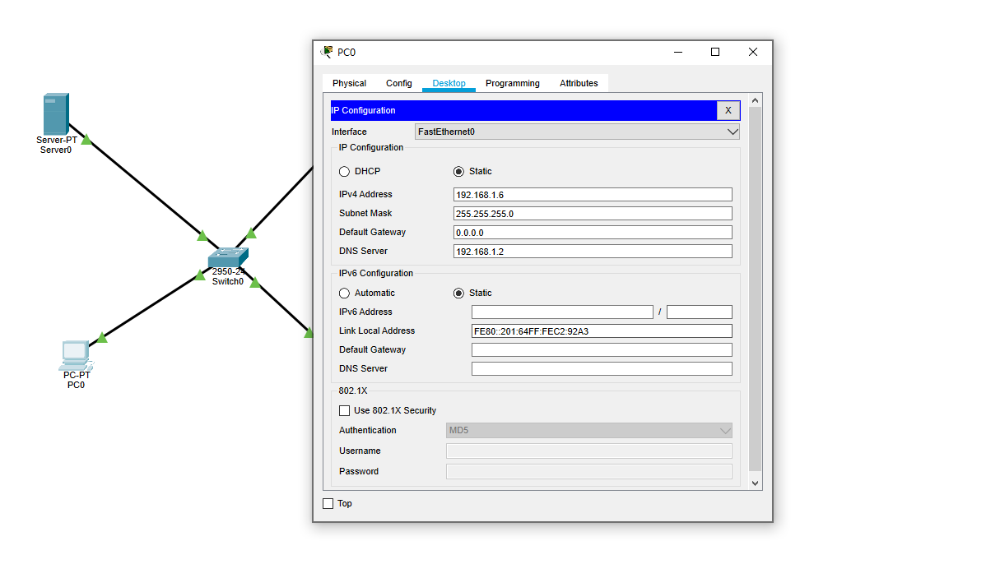 PC0
Physical Config Desktop Programming Attributes
IP Configuration X
Interface FastEthernet0
IP Configuration
DHCP Static
IPv4 Address 192.168.1.6
Subnet Mask 255.255.255.0
Default Gateway 0.0.0.0
DNS Server 192.168.1.2
IPv6 Configuration
Automatic Static
IPv6 Address /
Link Local Address FE80::201:64FF:FEC2:92A3
Default Gateway
DNS Server
802.1X
Use 802.1X Security
Authentication MD5
Username
Password
Top
Server-PT
Server0
2950-24
Switch0
PC-PT
PC0